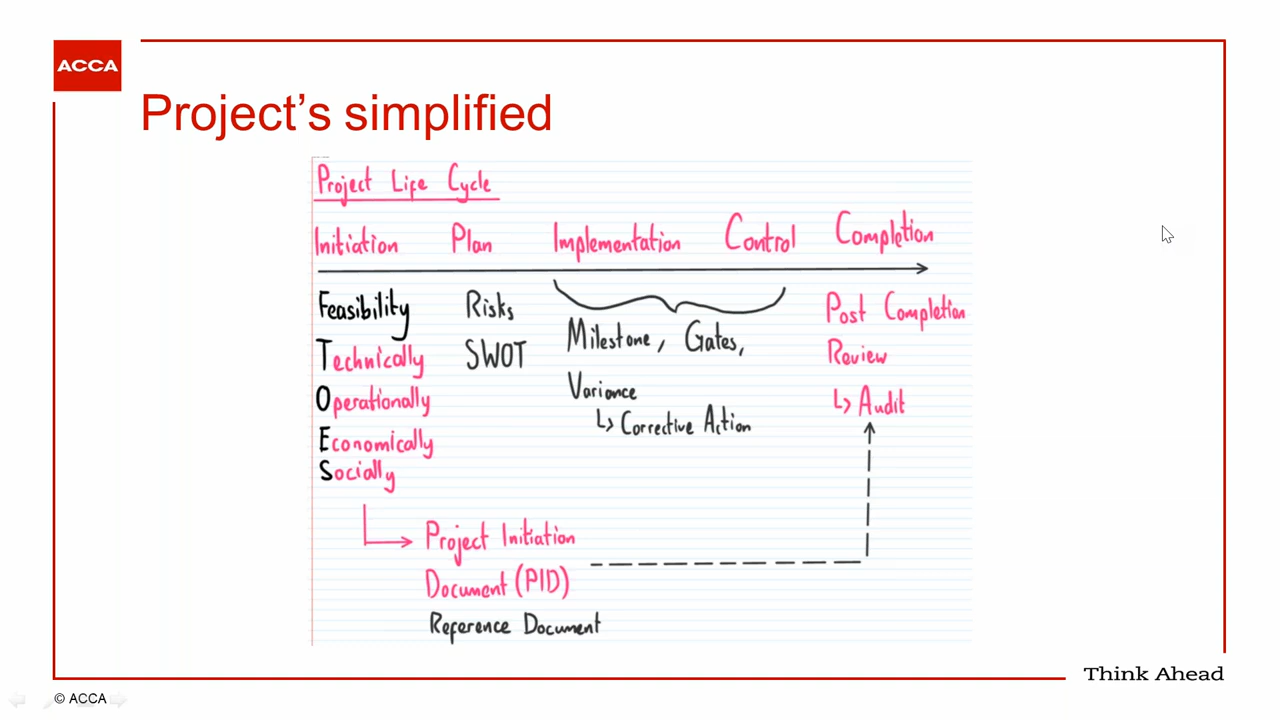 ACCA
Project's simplified
Project Life Cycle
Initiation Plan Implementation Control Completion
Feasibility
Technically
Operationally
Economically
Socially
Risks
SWOT
Milestone, Gates,
Variance
↳ Corrective Action
Post Completion
Review
↳ Audit
Project Initiation
Document (PID)
Reference Document
Think Ahead
© ACCA